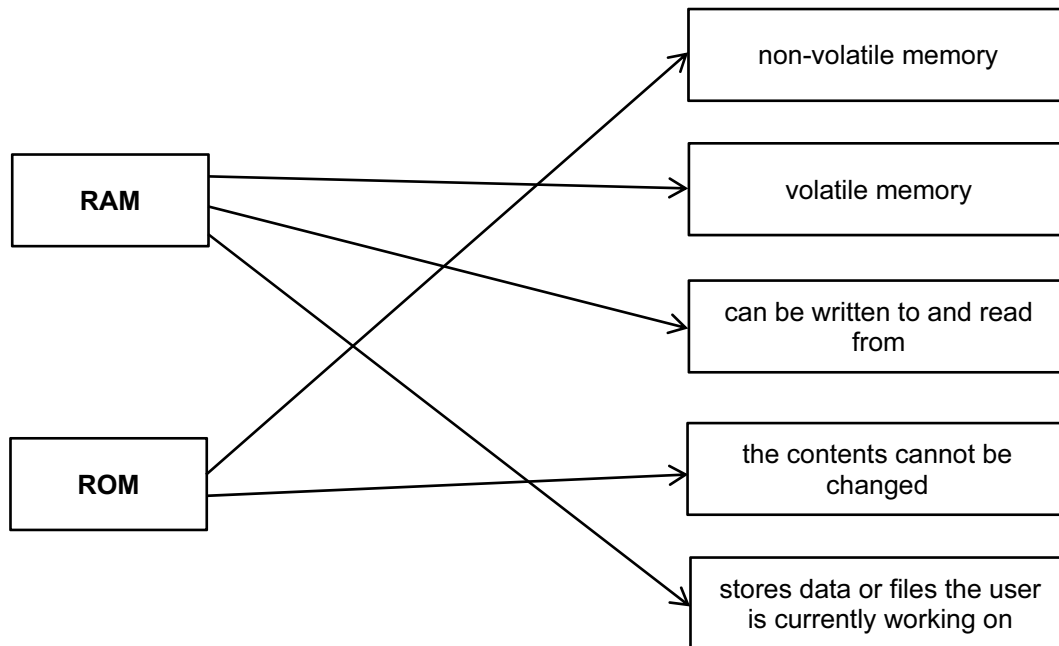 non-volatile memory
RAM
volatile memory
can be written to and read
from
ROM
the contents cannot be
changed
stores data or files the user
is currently working on